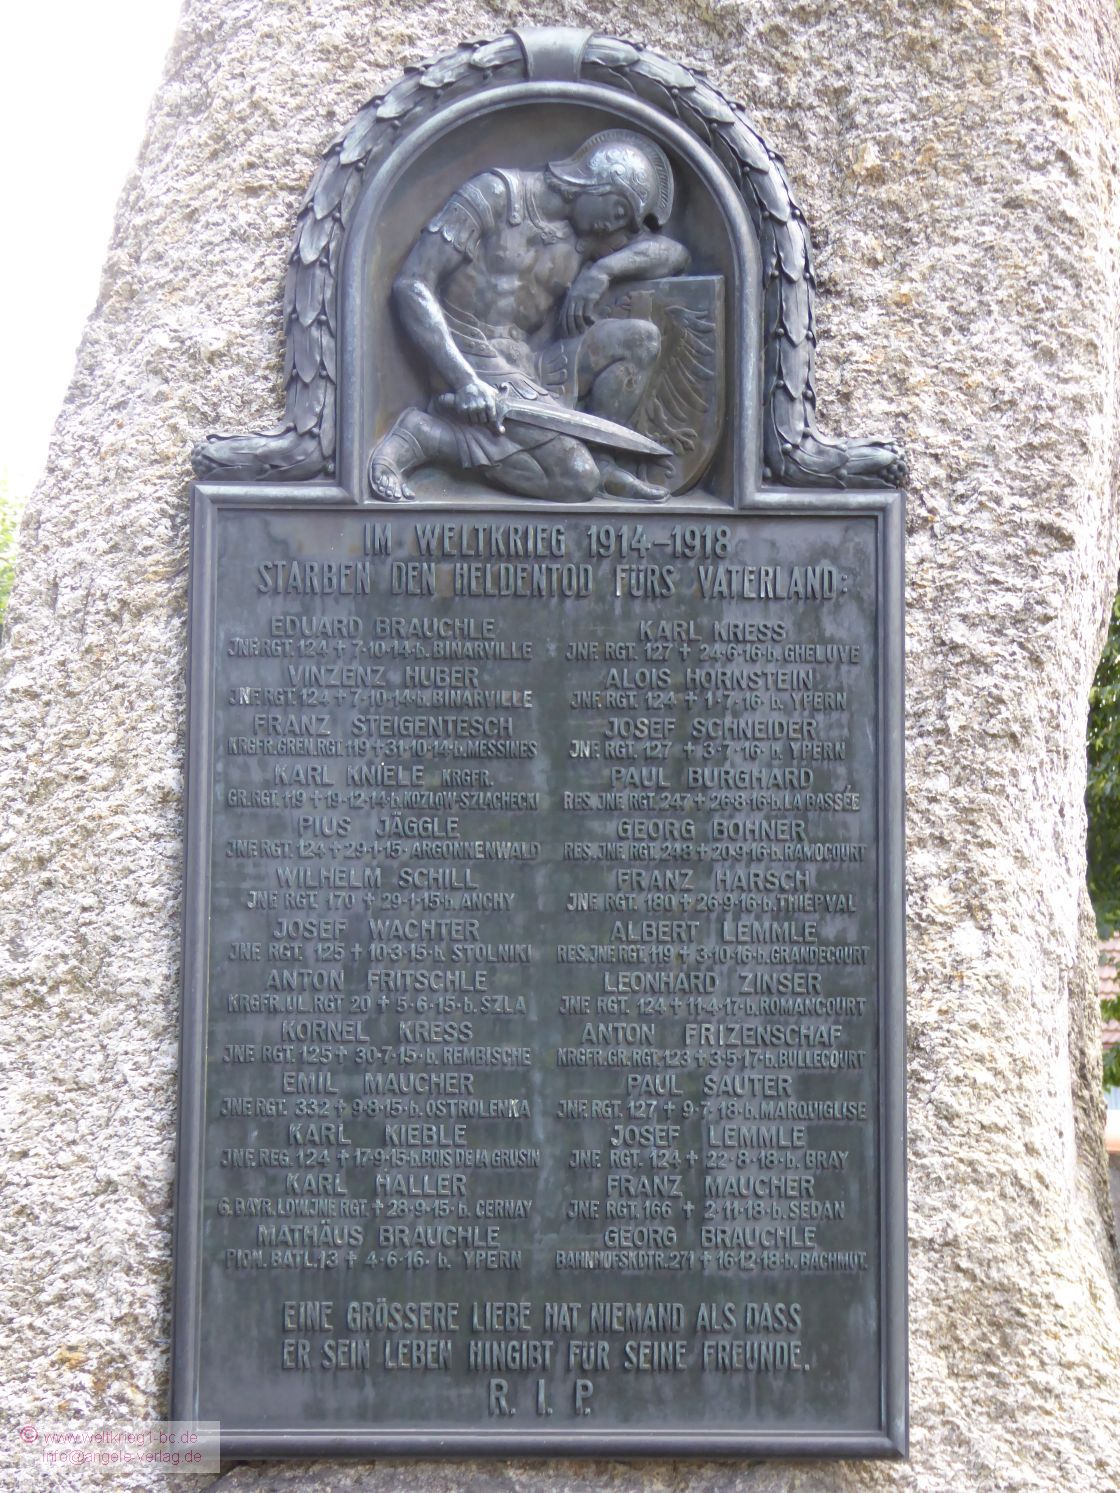 IM WELTKRIEG 1914–1918
STARBEN DEN HELDENTOD FÜRS VATERLAND:
EDUARD BRAUCHLE
JNF.RGT. 124 + 7·10·14·b. BINARVILLE
VINZENZ HUBER
JNF.RGT. 124 + 7·10·14·b. BINARVILLE
FRANZ STEIGENTESCH
KRGFR. GREN. RGT. 119 + 31·10·14·b. MESSINES
KARL KNIELE KRGFR.
GR.RGT. 119 + 19·12·14·b. KOZLOW-SZLACHECKI
PIUS JÄGGLE
JNF. RGT. 124 + 29·1·15· ARGONNENWALD
WILHELM SCHILL
JNF. RGT. 170 + 29·1·15·b. ANCHY
JOSEF WACHTER
JNF. RGT. 125 + 10·3·15·b. STOLNIKI
ANTON FRITSCHLE
KRGFR. UL. RGT 20 + 5·6·15·b. SZLA
KORNEL KRESS
JNF. RGT. 125 + 30·7·15·b. REMBISCHE
EMIL MAUCHER
JNF. RGT. 332 + 9·8·15·b. OSTROLENKA
KARL KIEBLE
JNF. REG. 124 + 17·9·15·b. BOIS DE LA GRUSIN
KARL HALLER
6. BAYR. LDW. JNF RGT. + 28·9·15·b. CERNAY
MATHÄUS BRAUCHLE
PION. BATL. 13 + 4·6·16· b. YPERN
KARL KRESS
JNF. RGT. 127 + 24·6·16·b. GHELUVE
ALOIS HORNSTEIN
JNF. RGT. 124 + 1·7·16·b. YPERN
JOSEF SCHNEIDER
JNF. RGT. 127 + 3·7·16·b. YPERN
PAUL BURGHARD
RES. JNF. RGT. 247 + 26·8·16·b. LA BASSÉE
GEORG BOHNER
RES. JNF. RGT. 248 + 20·9·16·b. RAMOCOURT
FRANZ HARSCH
JNF. RGT. 180 + 26·9·16·b. THIEPVAL
ALBERT LEMMLE
RES. JNF. RGT. 119 + 3·10·16·b. GRANDECOURT
LEONHARD ZINSER
JNF. RGT. 124 + 11·4·17·b. ROMANCOURT
ANTON FRIZENSCHAF
KRGFR. GR. RGT. 123 + 3·5·17·b. BULLECOURT
PAUL SAUTER
JNF. RGT. 127 + 9·7·18·b. MARQUIGLISE
JOSEF LEMMLE
JNF. RGT. 124 + 22·8·18·b. BRAY
FRANZ MAUCHER
JNF. RGT. 166 + 2·11·18·b. SEDAN
GEORG BRAUCHLE
BAHNHOFSKDTR. 271 + 16·12·18·b. BACHMUT.
EINE GRÖSSERE LIEBE HAT NIEMAND ALS DASS
ER SEIN LEBEN HINGIBT FÜR SEINE FREUNDE.
R. I. P.
© www.weltkrieg1-bc.de
info@angele-verlag.de